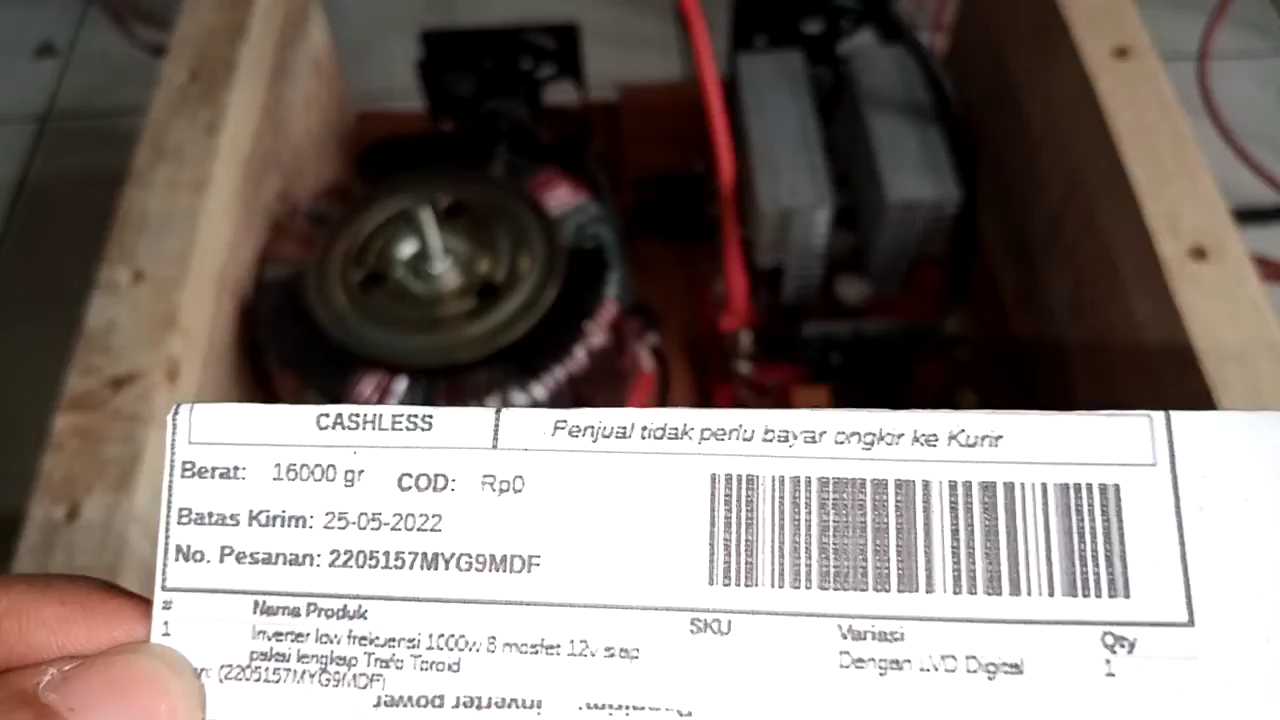 CASHLESS
Penjual tidak perlu bayar ongkir ke Kurir
Berat: 16000 gr COD: Rp0
Batas Kirim: 25-05-2022
No. Pesanan: 2205157MYG9MDF
# Nama Produk SKU Variasi Qty
1 Inverter low frekuensi 1000w 8 mosfet 12v siap Dengan LVD Digital 1
pakai lengkap Trafo Toroid
(2205157MYG9MDF)
inverter power